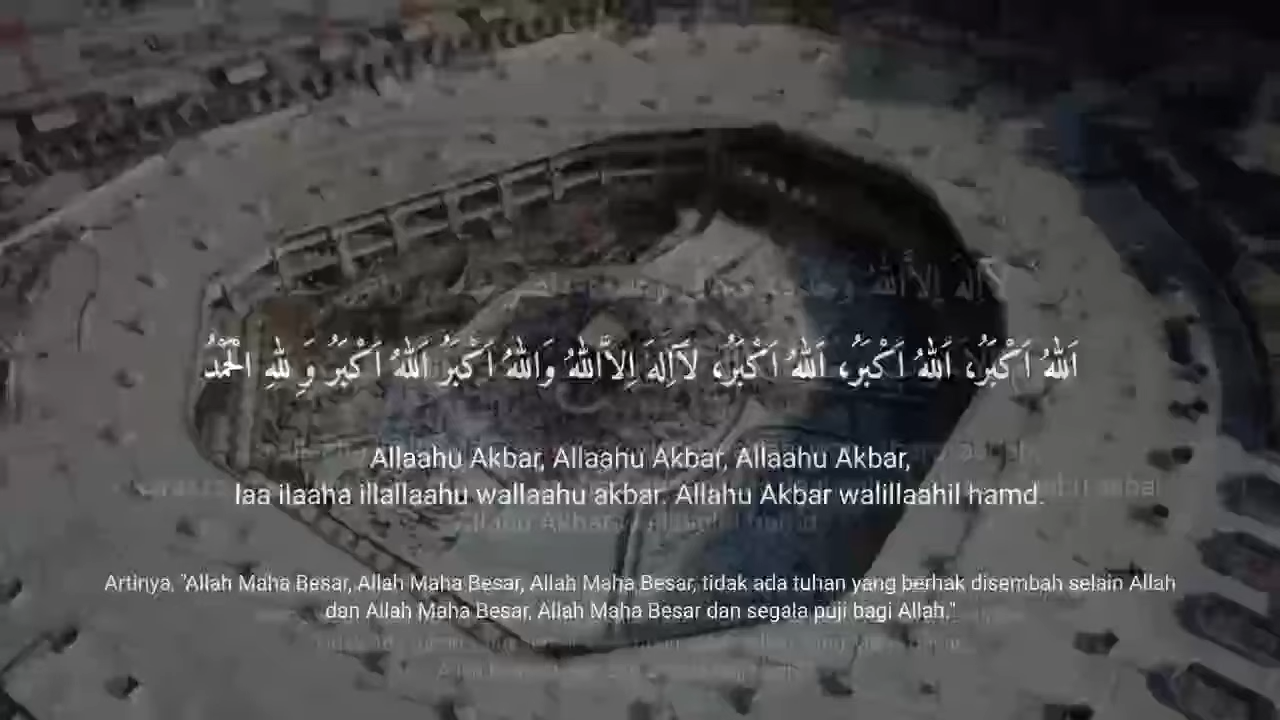 اَللهُ اَكْبَرُ، اَللهُ اَكْبَرُ، اَللهُ اَكْبَرُ، لَآاِلَهَ اِلاَّاللهُ وَاللهُ اَكْبَرُ اَللهُ اَكْبَرُ وَ لِلهِ الْحَمْدُ
Allaahu Akbar, Allaahu Akbar, Allaahu Akbar,
laa ilaaha illallaahu wallaahu akbar. Allahu Akbar walillaahil hamd.
Artinya, "Allah Maha Besar, Allah Maha Besar, Allah Maha Besar, tidak ada tuhan yang berhak disembah selain Allah
dan Allah Maha Besar, Allah Maha Besar dan segala puji bagi Allah."